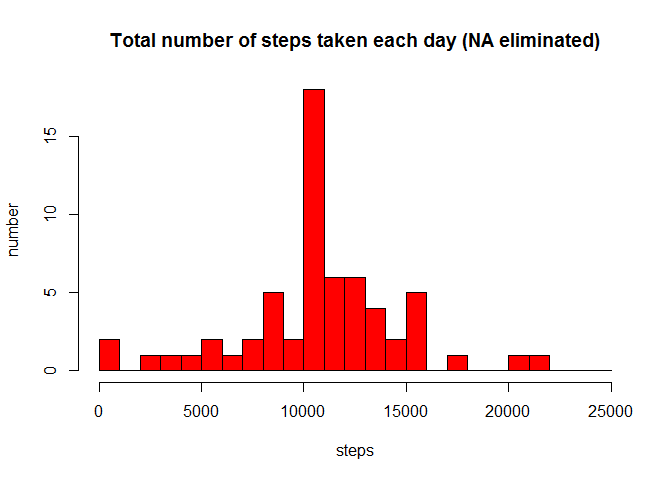 Total number of steps taken each day (NA eliminated)
number
15
10
5
0
0 5000 10000 15000 20000 25000
steps